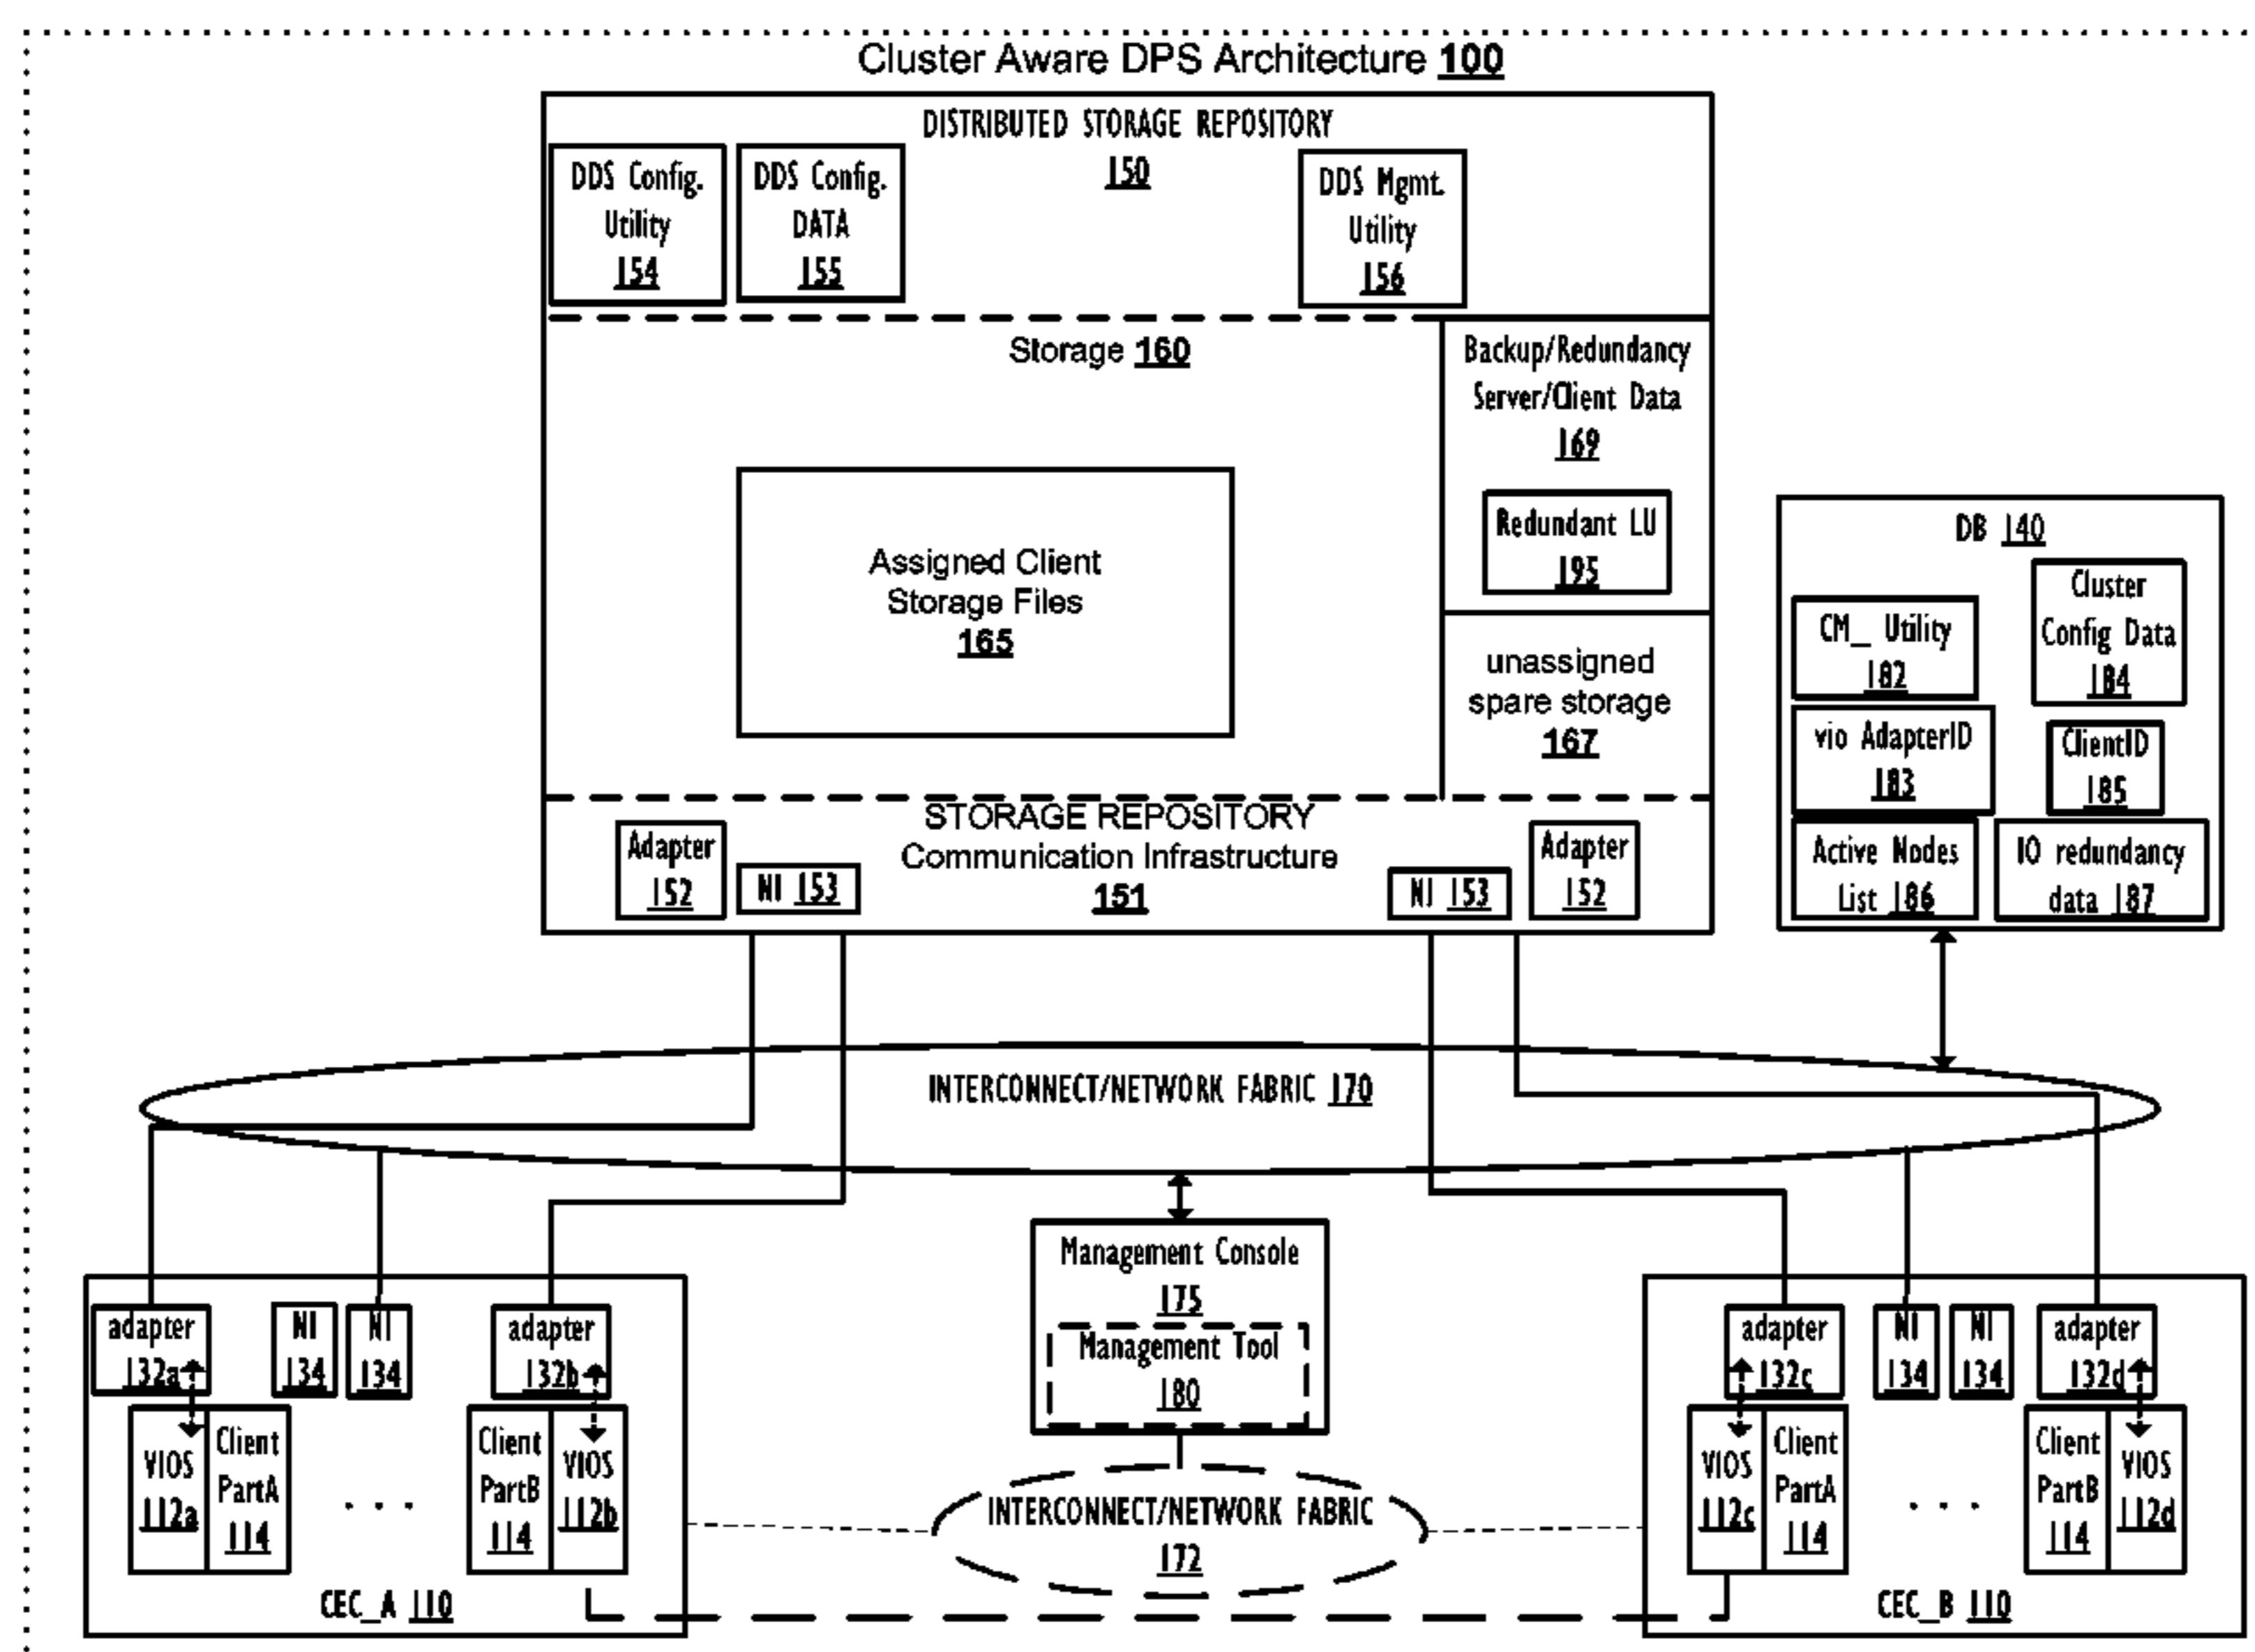 Cluster Aware DPS Architecture 100
DISTRIBUTED STORAGE REPOSITORY
150
DDS Config.
Utility
154
DDS Config.
DATA
155
DDS Mgmt.
Utility
156
Storage 160
Assigned Client
Storage Files
165
Backup/Redundancy
Server/Client Data
169
Redundant LU
195
unassigned
spare storage
167
STORAGE REPOSITORY
Communication Infrastructure
151
Adapter
152
NI 153
NI 153
Adapter
152
DB 140
CM_ Utility
182
Cluster
Config Data
184
vio AdapterID
183
ClientID
185
Active Nodes
List 186
IO redundancy
data 187
INTERCONNECT/NETWORK FABRIC 170
Management Console
175
Management Tool
180
INTERCONNECT/NETWORK FABRIC
172
adapter
132a
NI
134
NI
134
adapter
132b
VIOS
112a
Client
PartA
114
. . .
Client
PartB
114
VIOS
112b
CEC_A 110
adapter
132c
NI
134
NI
134
adapter
132d
VIOS
112c
Client
PartA
114
. . .
Client
PartB
114
VIOS
112d
CEC_B 110